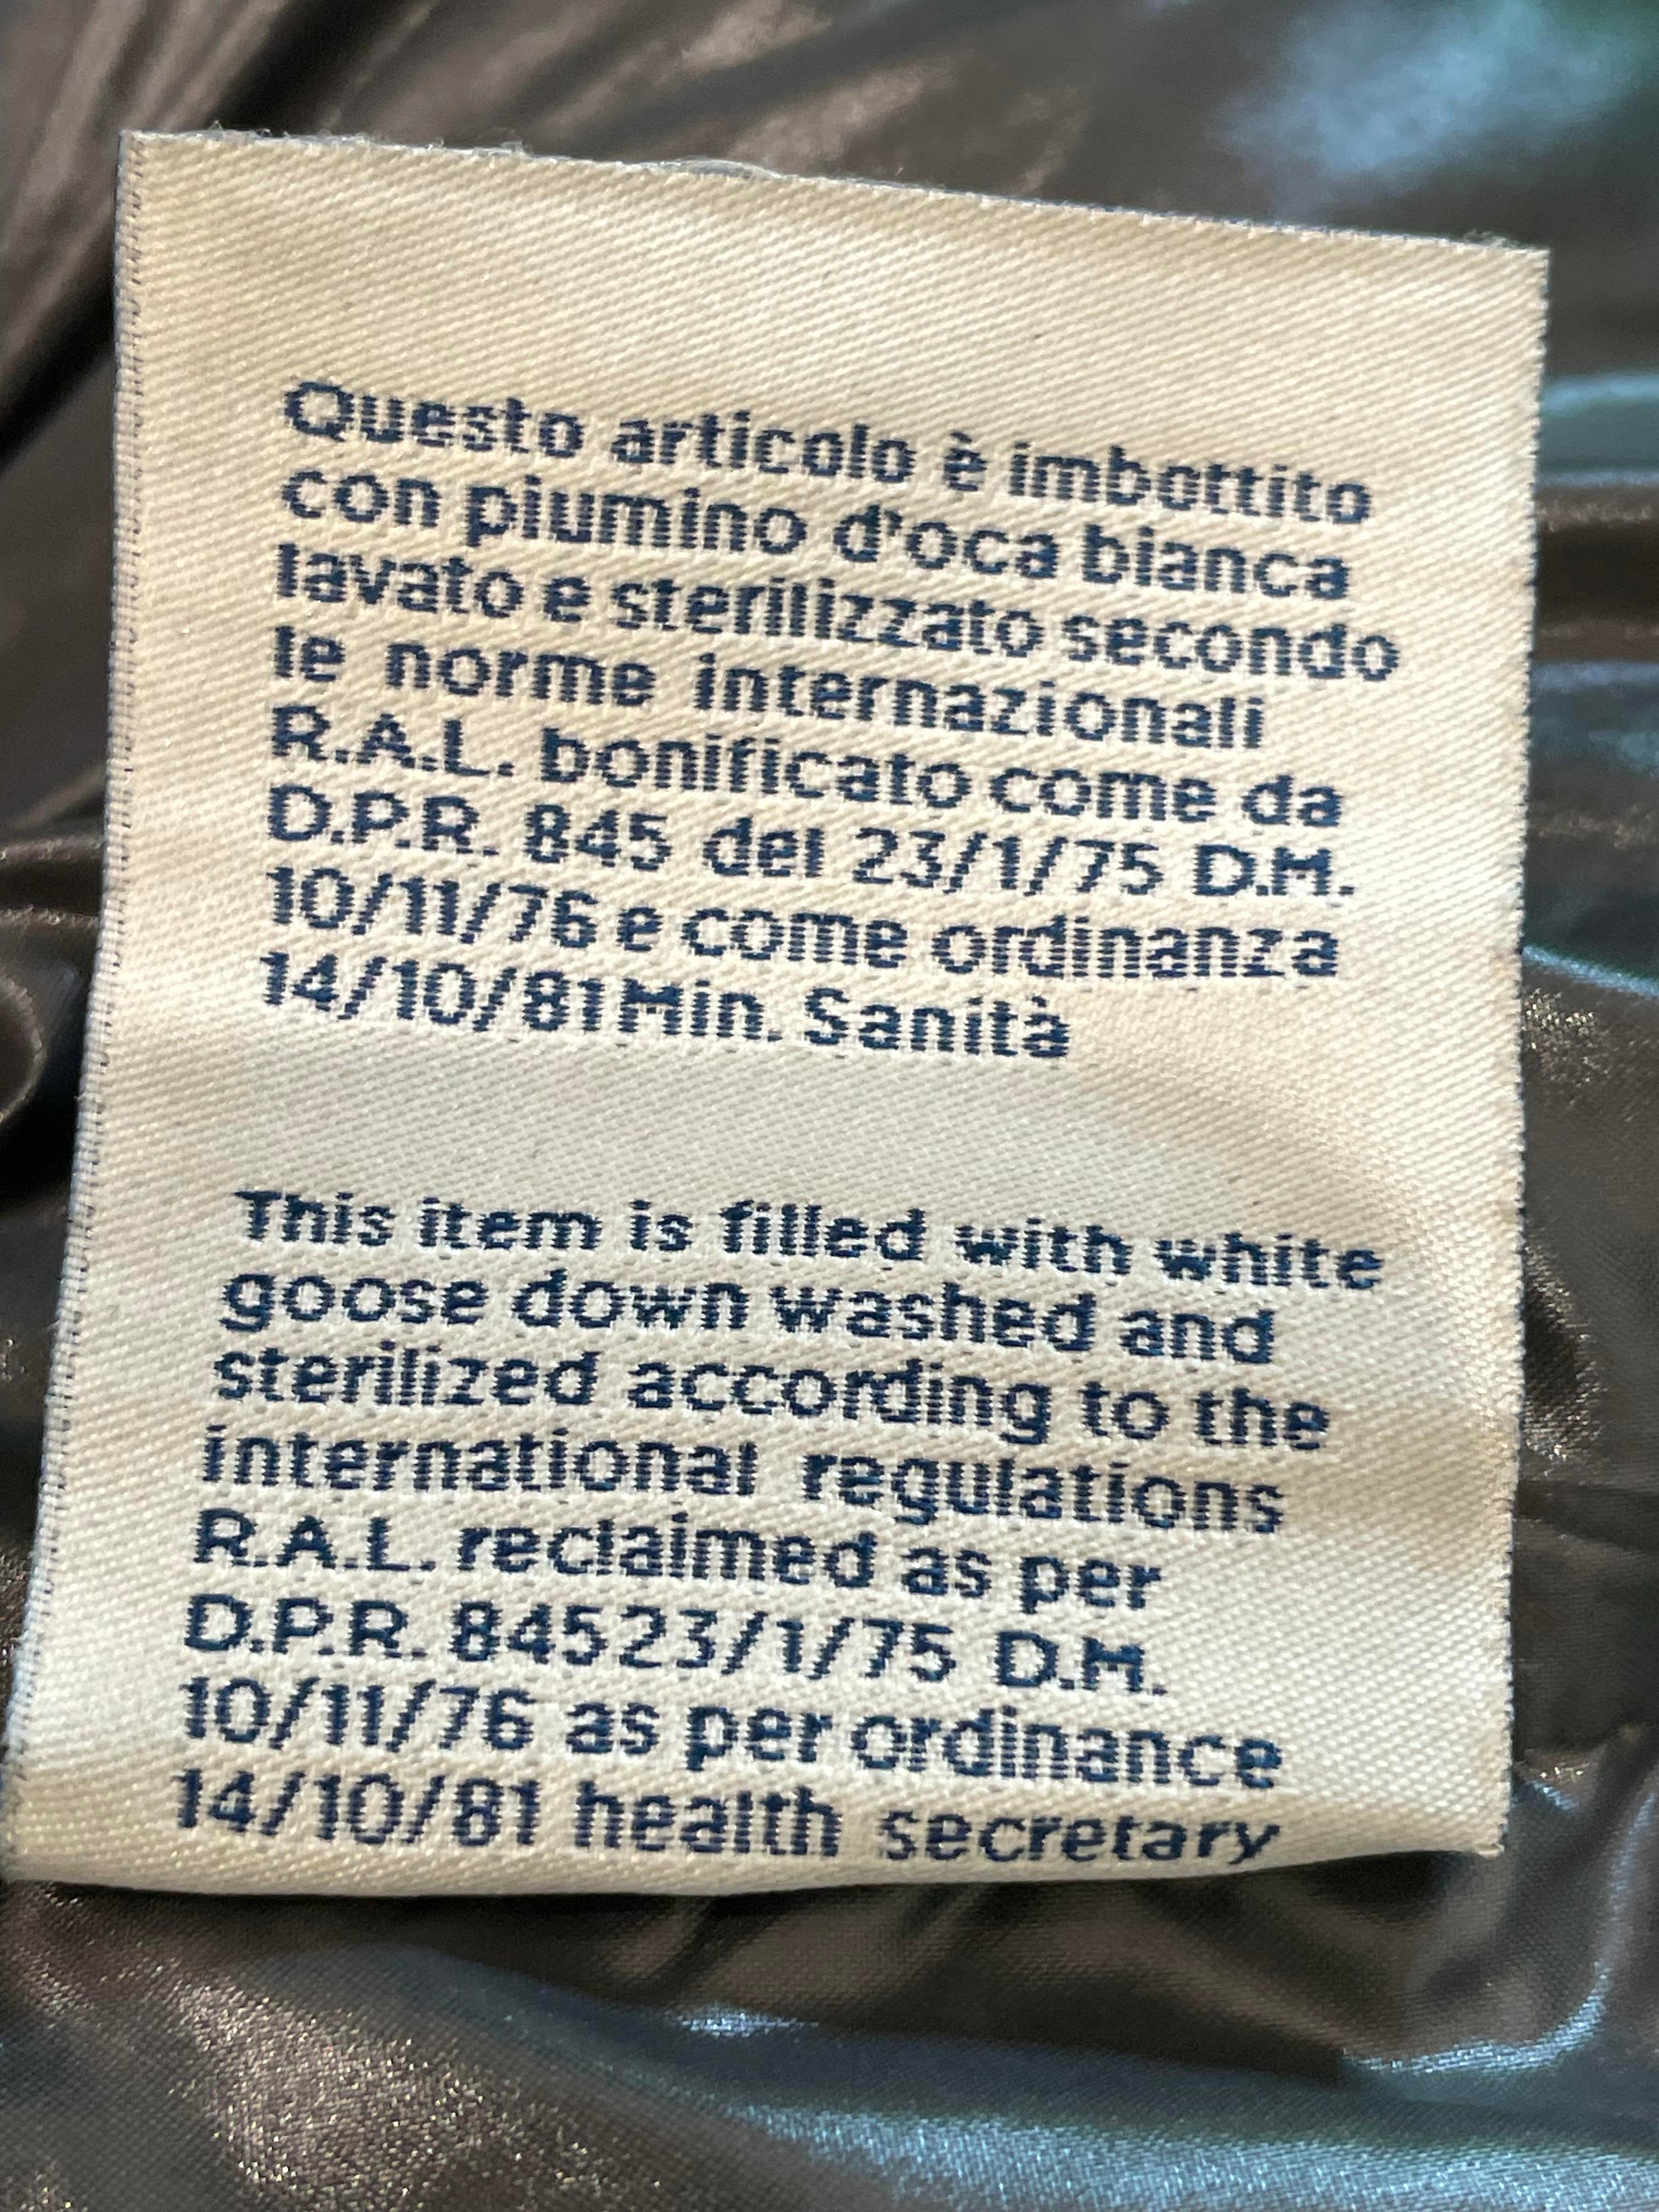 Questo articolo è imbottito
con piumino d'oca bianca
lavato e sterilizzato secondo
le norme internazionali
R.A.L. bonificato come da
D.P.R. 845 del 23/1/75 D.M.
10/11/76 e come ordinanza
14/10/81 Min. Sanità
This item is filled with white
goose down washed and
sterilized according to the
international regulations
R.A.L. reclaimed as per
D.P.R. 84523/1/75 D.M.
10/11/76 as per ordinance
14/10/81 health secretary